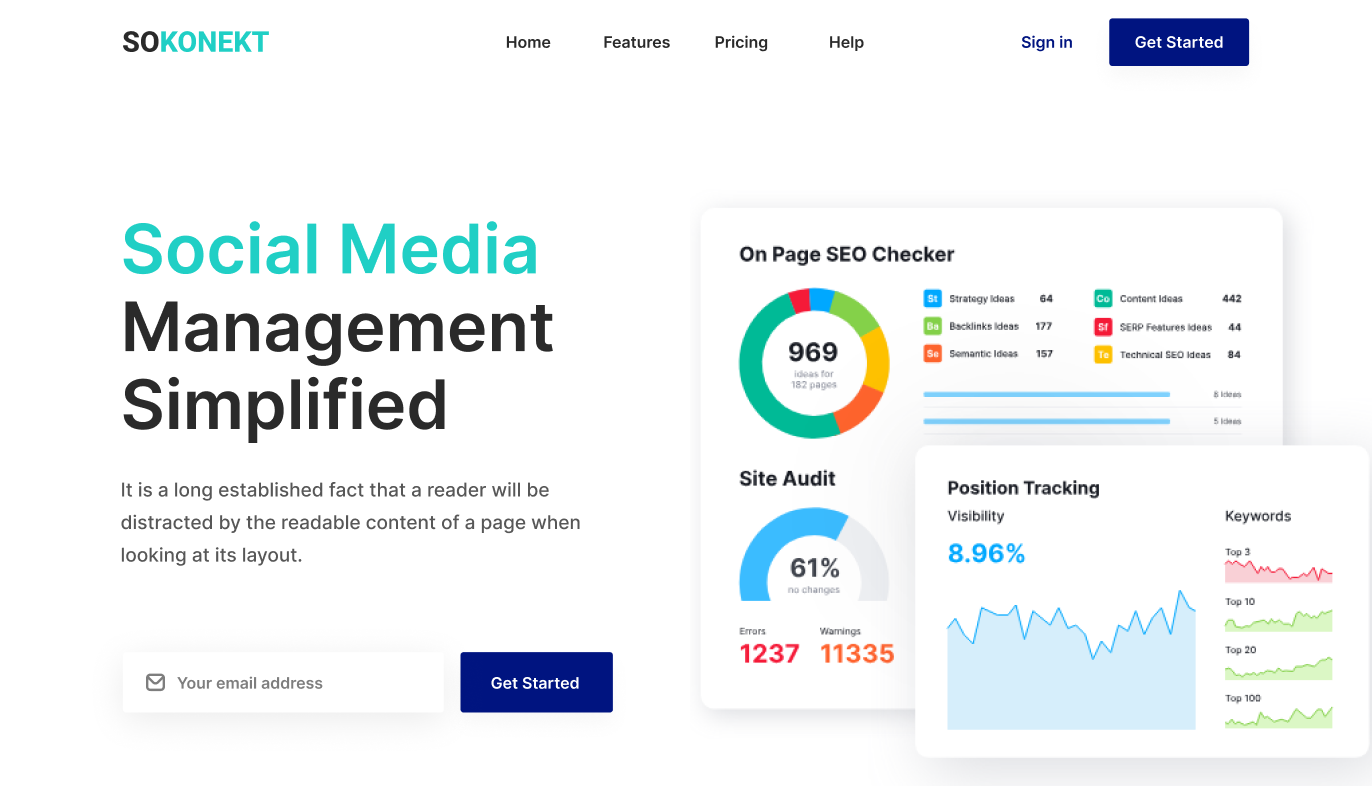 SOKONEKT
Home Features Pricing Help
Sign in
Get Started
Social Media
Management
Simplified
It is a long established fact that a reader will be
distracted by the readable content of a page when
looking at its layout.
Your email address
Get Started
On Page SEO Checker
969
ideas for
182 pages
St Strategy Ideas 64
Ba Backlinks Ideas 177
Se Semantic Ideas 157
Co Content Ideas 442
Sf SERP Features Ideas 44
Te Technical SEO Ideas 84
8 Ideas
5 Ideas
Site Audit
61%
no changes
Errors
1237
Warnings
11335
Position Tracking
Visibility
8.96%
Keywords
Top 3
Top 10
Top 20
Top 100